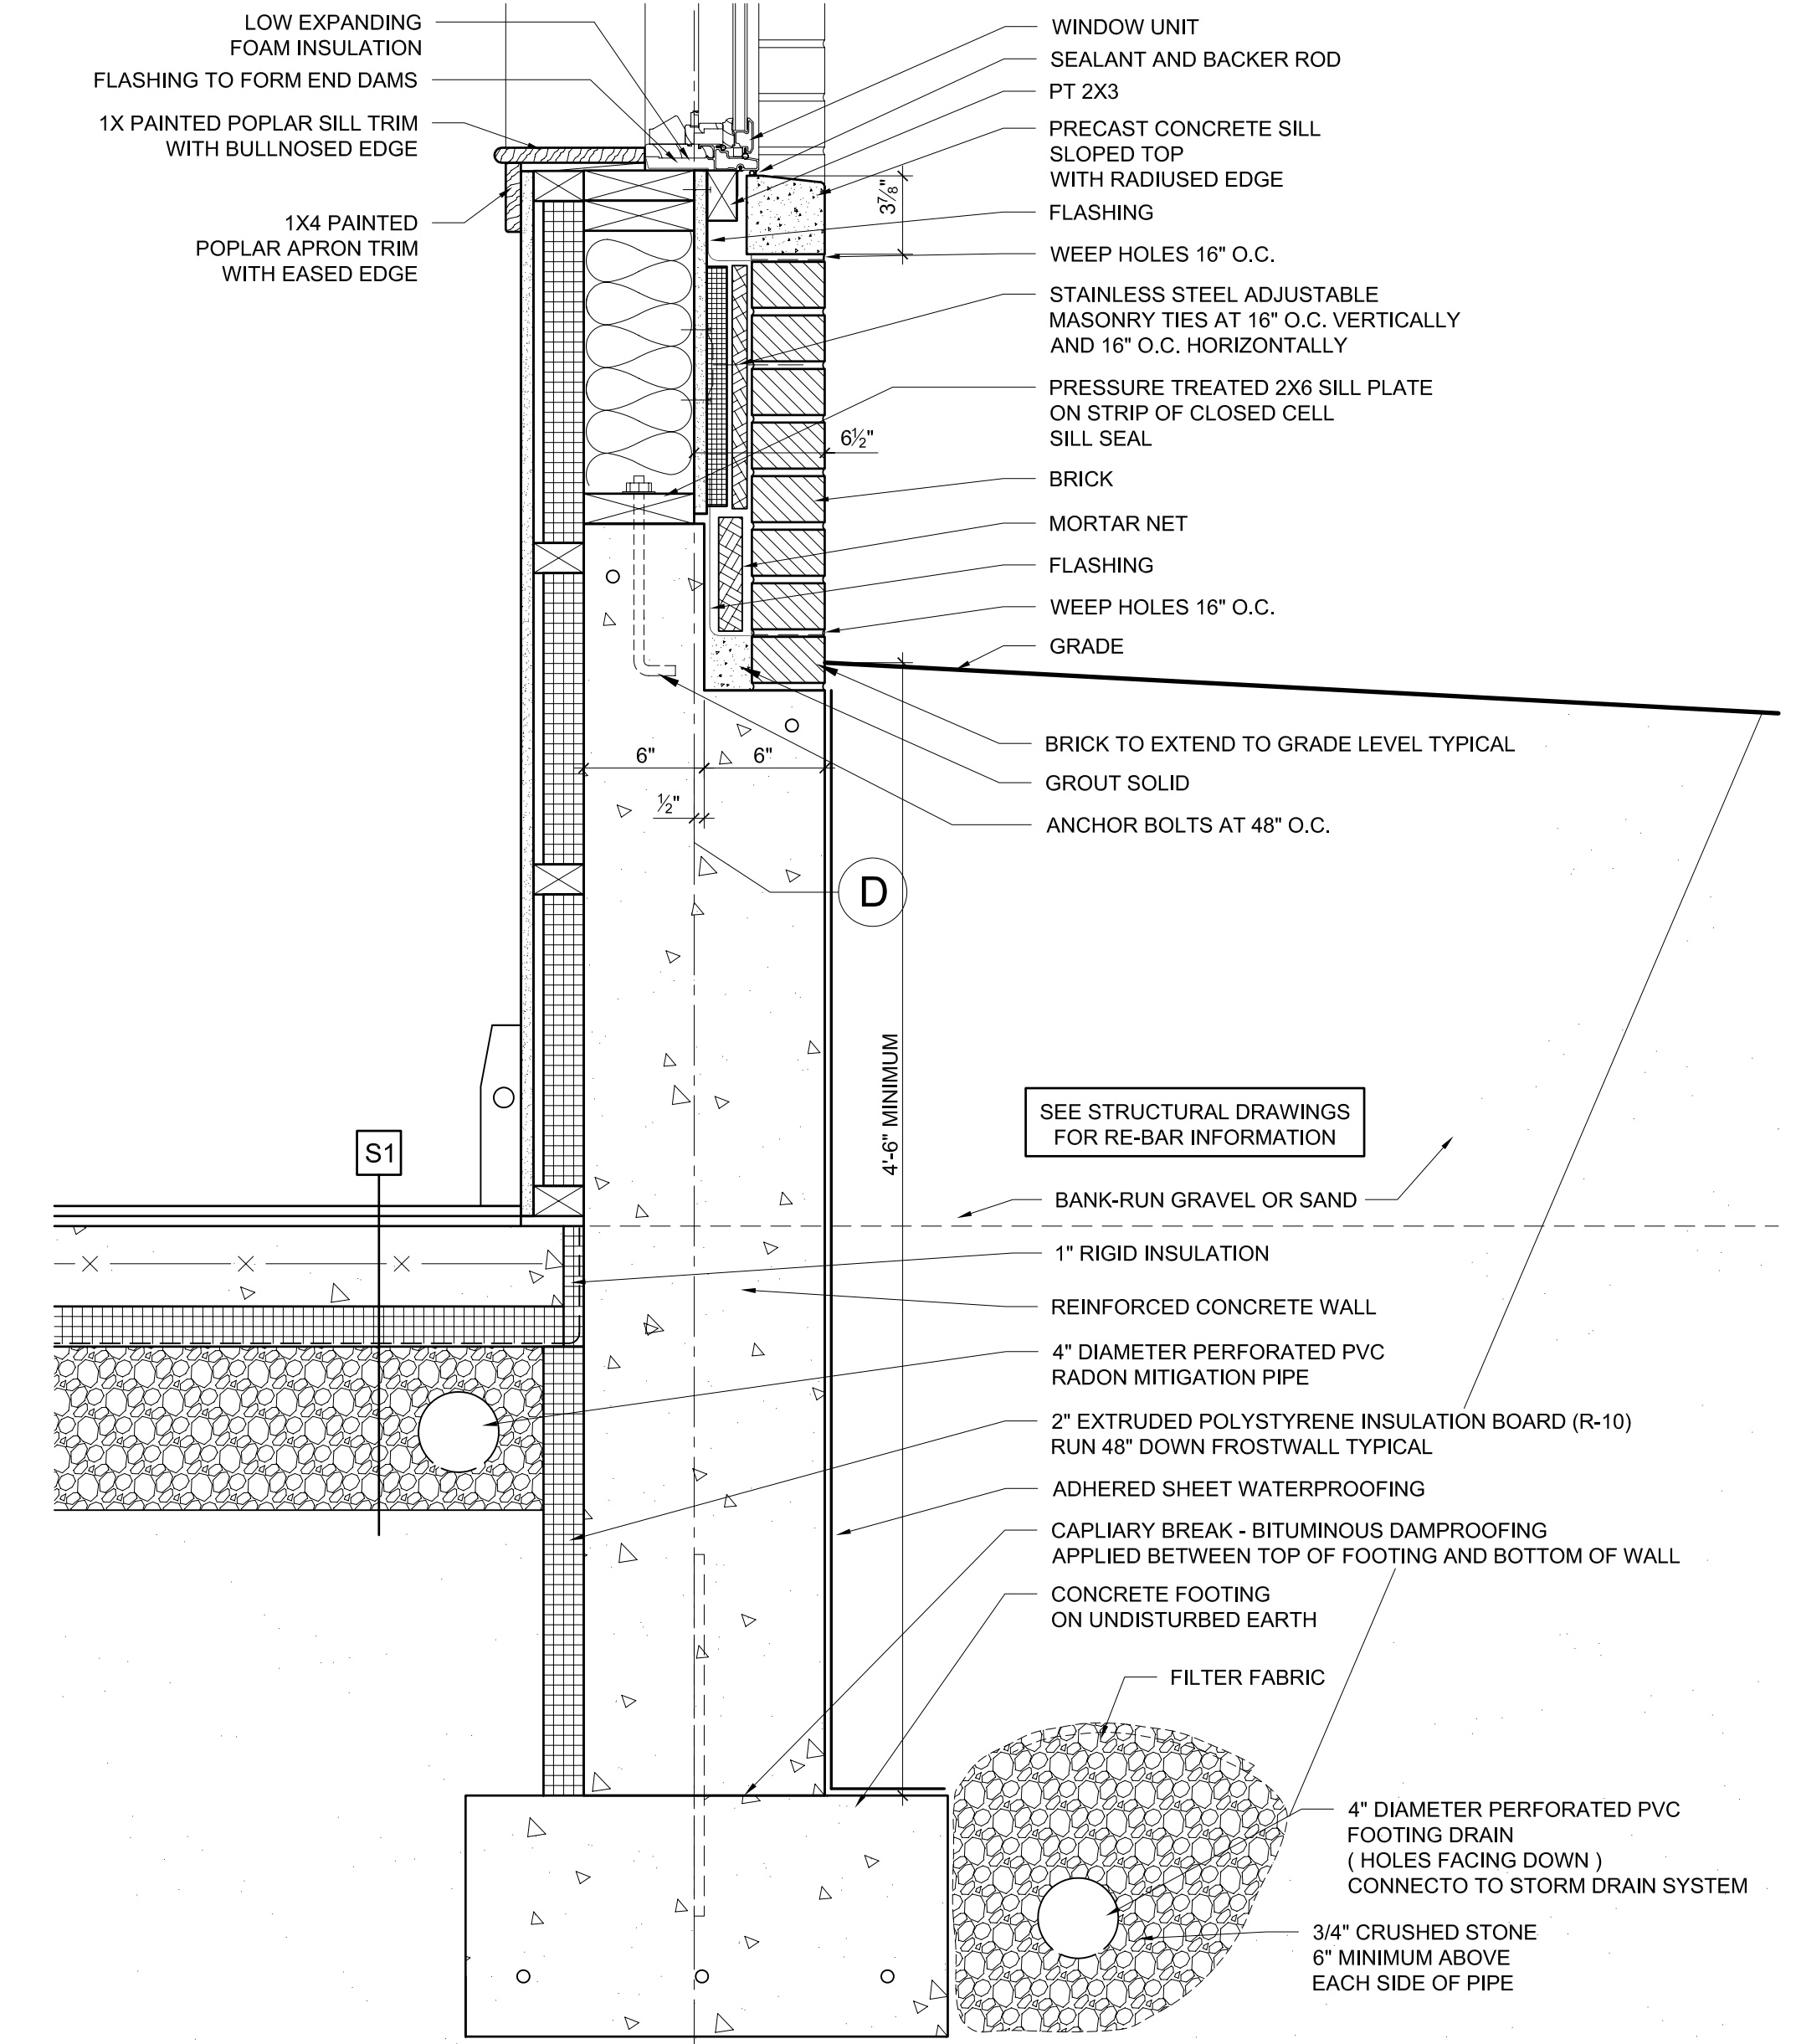 LOW EXPANDING
FOAM INSULATION
FLASHING TO FORM END DAMS
1X PAINTED POPLAR SILL TRIM
WITH BULLNOSED EDGE
1X4 PAINTED
POPLAR APRON TRIM
WITH EASED EDGE
WINDOW UNIT
SEALANT AND BACKER ROD
PT 2X3
PRECAST CONCRETE SILL
SLOPED TOP
WITH RADIUSED EDGE
3⅞"
FLASHING
WEEP HOLES 16" O.C.
STAINLESS STEEL ADJUSTABLE
MASONRY TIES AT 16" O.C. VERTICALLY
AND 16" O.C. HORIZONTALLY
PRESSURE TREATED 2X6 SILL PLATE
ON STRIP OF CLOSED CELL
SILL SEAL
6½"
BRICK
MORTAR NET
FLASHING
WEEP HOLES 16" O.C.
GRADE
BRICK TO EXTEND TO GRADE LEVEL TYPICAL
GROUT SOLID
ANCHOR BOLTS AT 48" O.C.
6"
6"
½"
D
4'-6" MINIMUM
SEE STRUCTURAL DRAWINGS
FOR RE-BAR INFORMATION
S1
BANK-RUN GRAVEL OR SAND
1" RIGID INSULATION
REINFORCED CONCRETE WALL
4" DIAMETER PERFORATED PVC
RADON MITIGATION PIPE
2" EXTRUDED POLYSTYRENE INSULATION BOARD (R-10)
RUN 48" DOWN FROSTWALL TYPICAL
ADHERED SHEET WATERPROOFING
CAPLIARY BREAK - BITUMINOUS DAMPROOFING
APPLIED BETWEEN TOP OF FOOTING AND BOTTOM OF WALL
CONCRETE FOOTING
ON UNDISTURBED EARTH
FILTER FABRIC
4" DIAMETER PERFORATED PVC
FOOTING DRAIN
( HOLES FACING DOWN )
CONNECTO TO STORM DRAIN SYSTEM
3/4" CRUSHED STONE
6" MINIMUM ABOVE
EACH SIDE OF PIPE